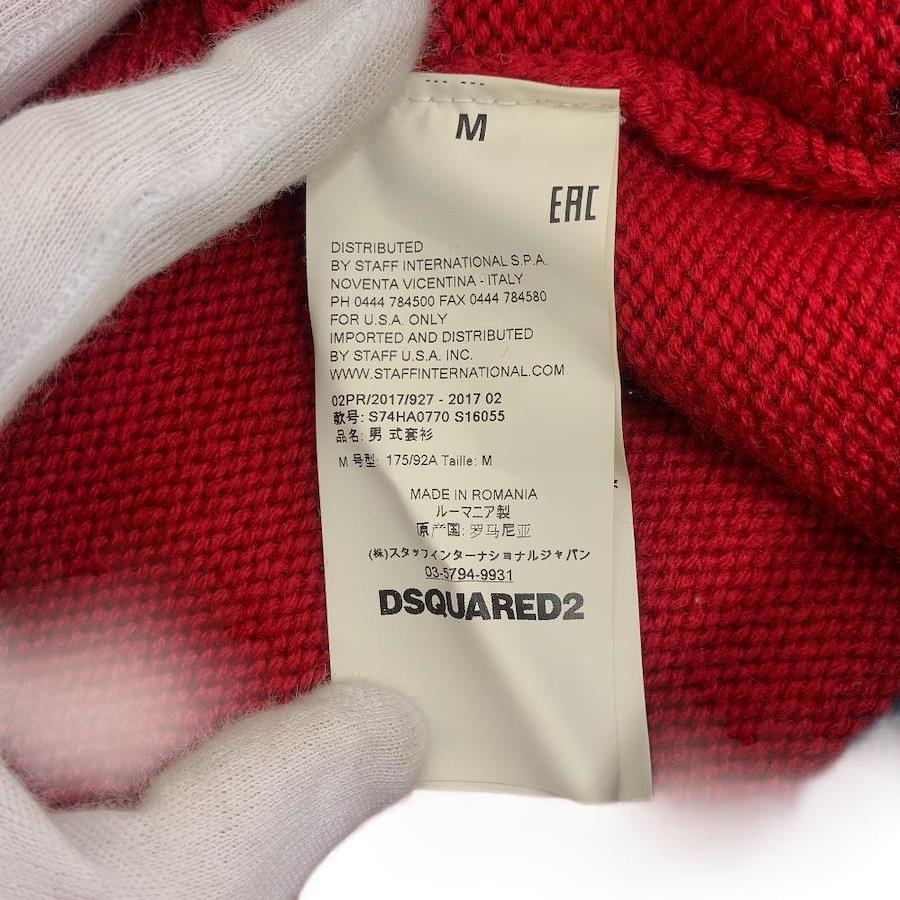 M
EAC
DISTRIBUTED
BY STAFF INTERNATIONAL S.P.A.
NOVENTA VICENTINA - ITALY
PH 0444 784500 FAX 0444 784580
FOR U.S.A. ONLY
IMPORTED AND DISTRIBUTED
BY STAFF U.S.A. INC.
WWW.STAFFINTERNATIONAL.COM
02PR/2017/927 - 2017 02
款号: S74HA0770 S16055
品名: 男 式套衫
M 号型: 175/92A Taille: M
MADE IN ROMANIA
ルーマニア製
原产国: 罗马尼亚
(株)スタッフインターナショナルジャパン
03-5794-9931
DSQUARED2